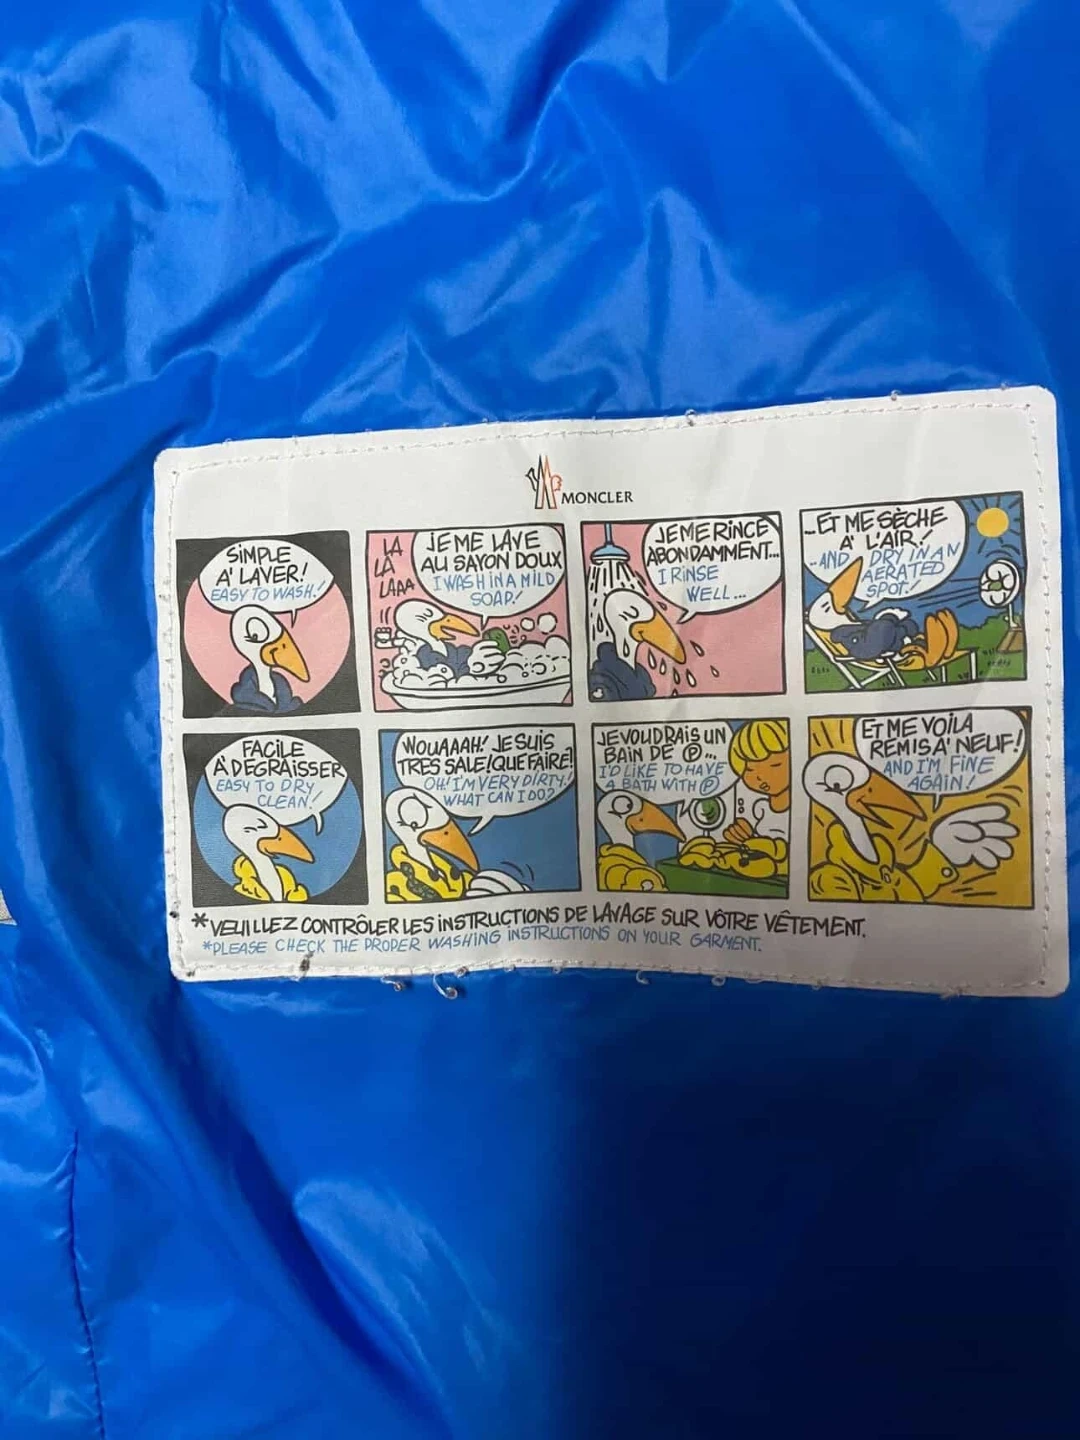 MONCLER
SIMPLE
A' LAVER!
EASY TO WASH!
LA
LÀ
LAAA
JE ME LAVE
AU SAVON DOUX
I WASH IN A MILD
SOAP!
JE ME RINCE
ABONDAMMENT...
I RINSE
WELL...
...ET ME SÈCHE
A' L'AIR!
...AND I DRY IN AN
AERATED
SPOT!
FACILE
A' DEGRAISSER
EASY TO DRY
CLEAN!
WOUAAAH! JE SUIS
TRES SALE! QUE FAIRE?
OH! I'M VERY DIRTY!
WHAT CAN I DO?
JE VOUDRAIS UN
BAIN DE Ⓟ...
I'D LIKE TO HAVE
A BATH WITH Ⓟ
ET ME VOILA
REMIS A' NEUF!
AND I'M FINE
AGAIN!
*VEUILLEZ CONTRÔLER LES INSTRUCTIONS DE LAVAGE SUR VÔTRE VÊTEMENT.
*PLEASE CHECK THE PROPER WASHING INSTRUCTIONS ON YOUR GARMENT.